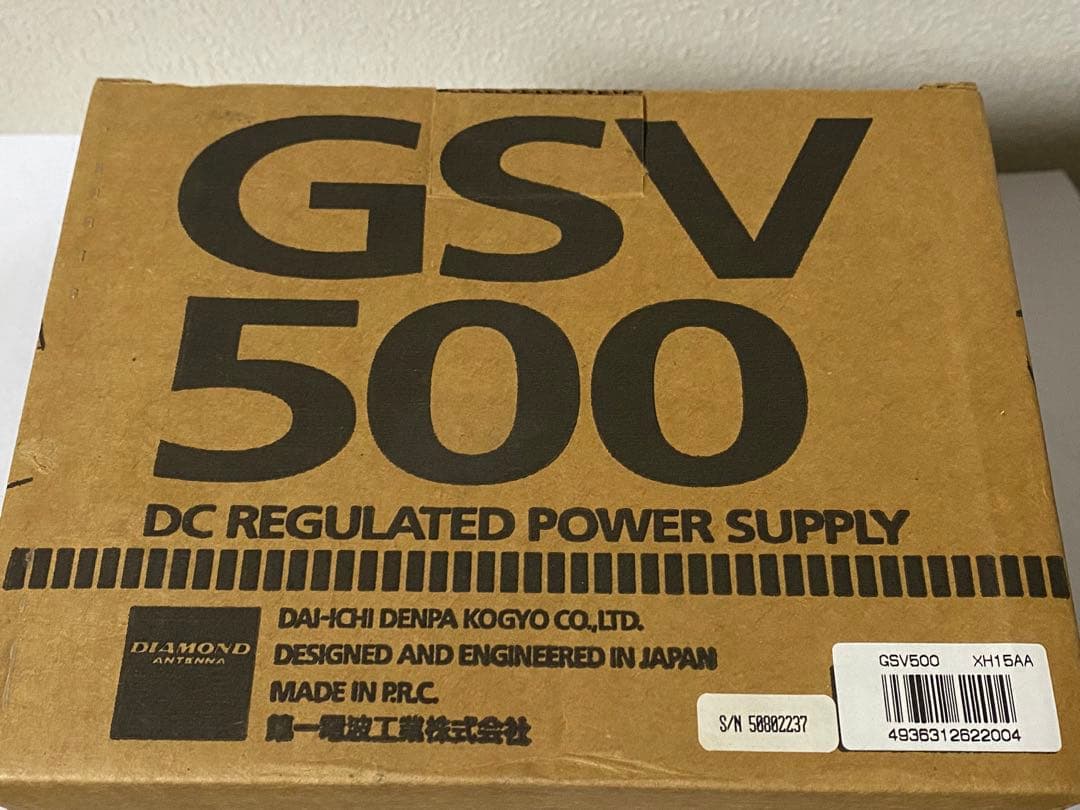 GSV
500
DC REGULATED POWER SUPPLY
DIAMOND
ANTENNA
DAI-ICHI DENPA KOGYO CO.,LTD.
DESIGNED AND ENGINEERED IN JAPAN
MADE IN P.R.C.
第一電波工業株式会社
S/N 50802237
GSV500 XH15AA
4936312622004